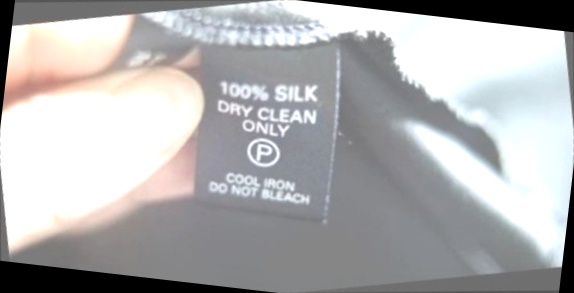 100% SILK
DRY CLEAN
ONLY
P
COOL IRON
DO NOT BLEACH